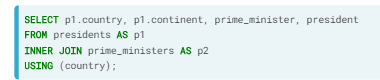 SELECT p1.country, p1.continent, prime_minister, president
FROM presidents AS p1
INNER JOIN prime_ministers AS p2
USING (country);